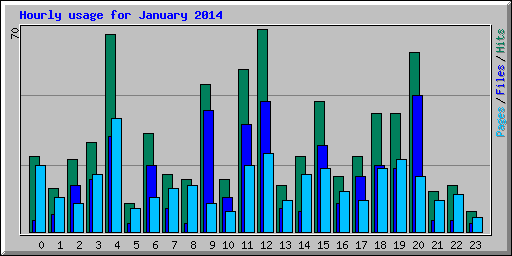 Hourly usage for January 2014
70
Pages/Files/Hits
0 1 2 3 4 5 6 7 8 9 10 11 12 13 14 15 16 17 18 19 20 21 22 23